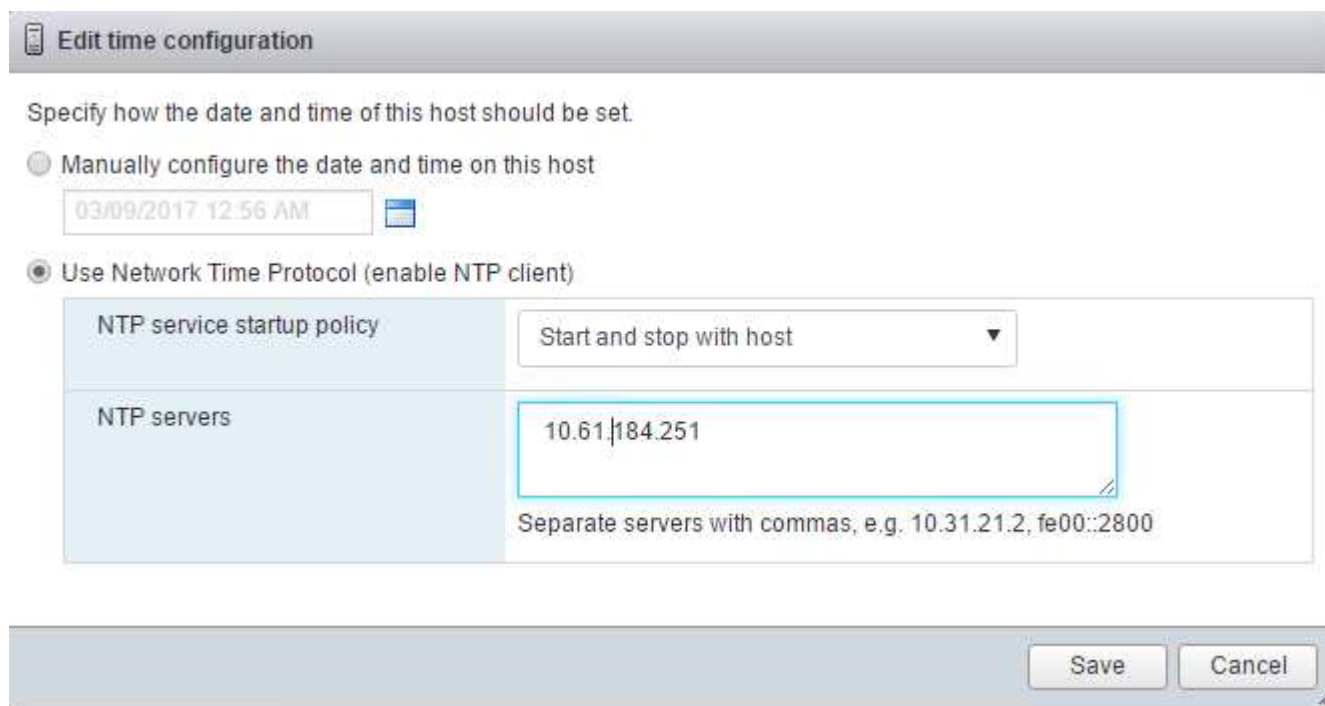 Edit time configuration
Specify how the date and time of this host should be set.
Manually configure the date and time on this host
03/09/2017 12:56 AM
Use Network Time Protocol (enable NTP client)
NTP service startup policy
Start and stop with host
NTP servers
10.61.184.251
Separate servers with commas, e.g. 10.31.21.2, fe00::2800
Save
Cancel